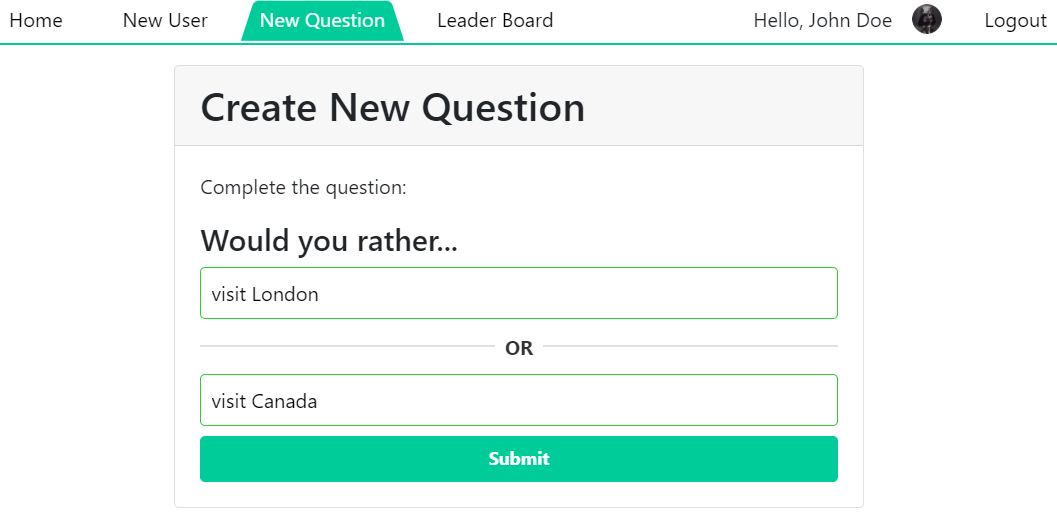 Home New User New Question Leader Board Hello, John Doe Logout
Create New Question
Complete the question:
Would you rather...
visit London
OR
visit Canada
Submit